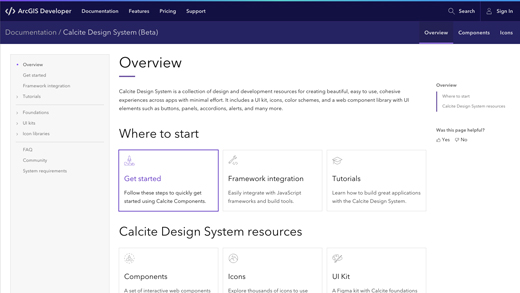 ArcGIS Developer
Documentation
Features
Pricing
Support
Search
Sign In
Documentation / Calcite Design System (Beta)
Overview
Components
Icons
Overview
Get started
Framework integration
Tutorials
Foundations
UI kits
Icon libraries
FAQ
Community
System requirements
Overview
Calcite Design System is a collection of design and development resources for creating beautiful, easy to use, cohesive
experiences across apps with minimal effort. It includes a UI kit, icons, color schemes, and a web component library with UI
elements such as buttons, panels, accordions, alerts, and many more.
Where to start
Get started
Follow these steps to quickly get
started using Calcite Components.
Framework integration
Easily integrate with JavaScript
frameworks and build tools.
Tutorials
Learn how to build great applications
with the Calcite Design System.
Calcite Design System resources
Components
A set of interactive web components
Icons
Explore thousands of icons to use
UI Kit
A Figma kit with Calcite foundations
Overview
Where to start
Calcite Design System resources
Was this page helpful?
Yes
No